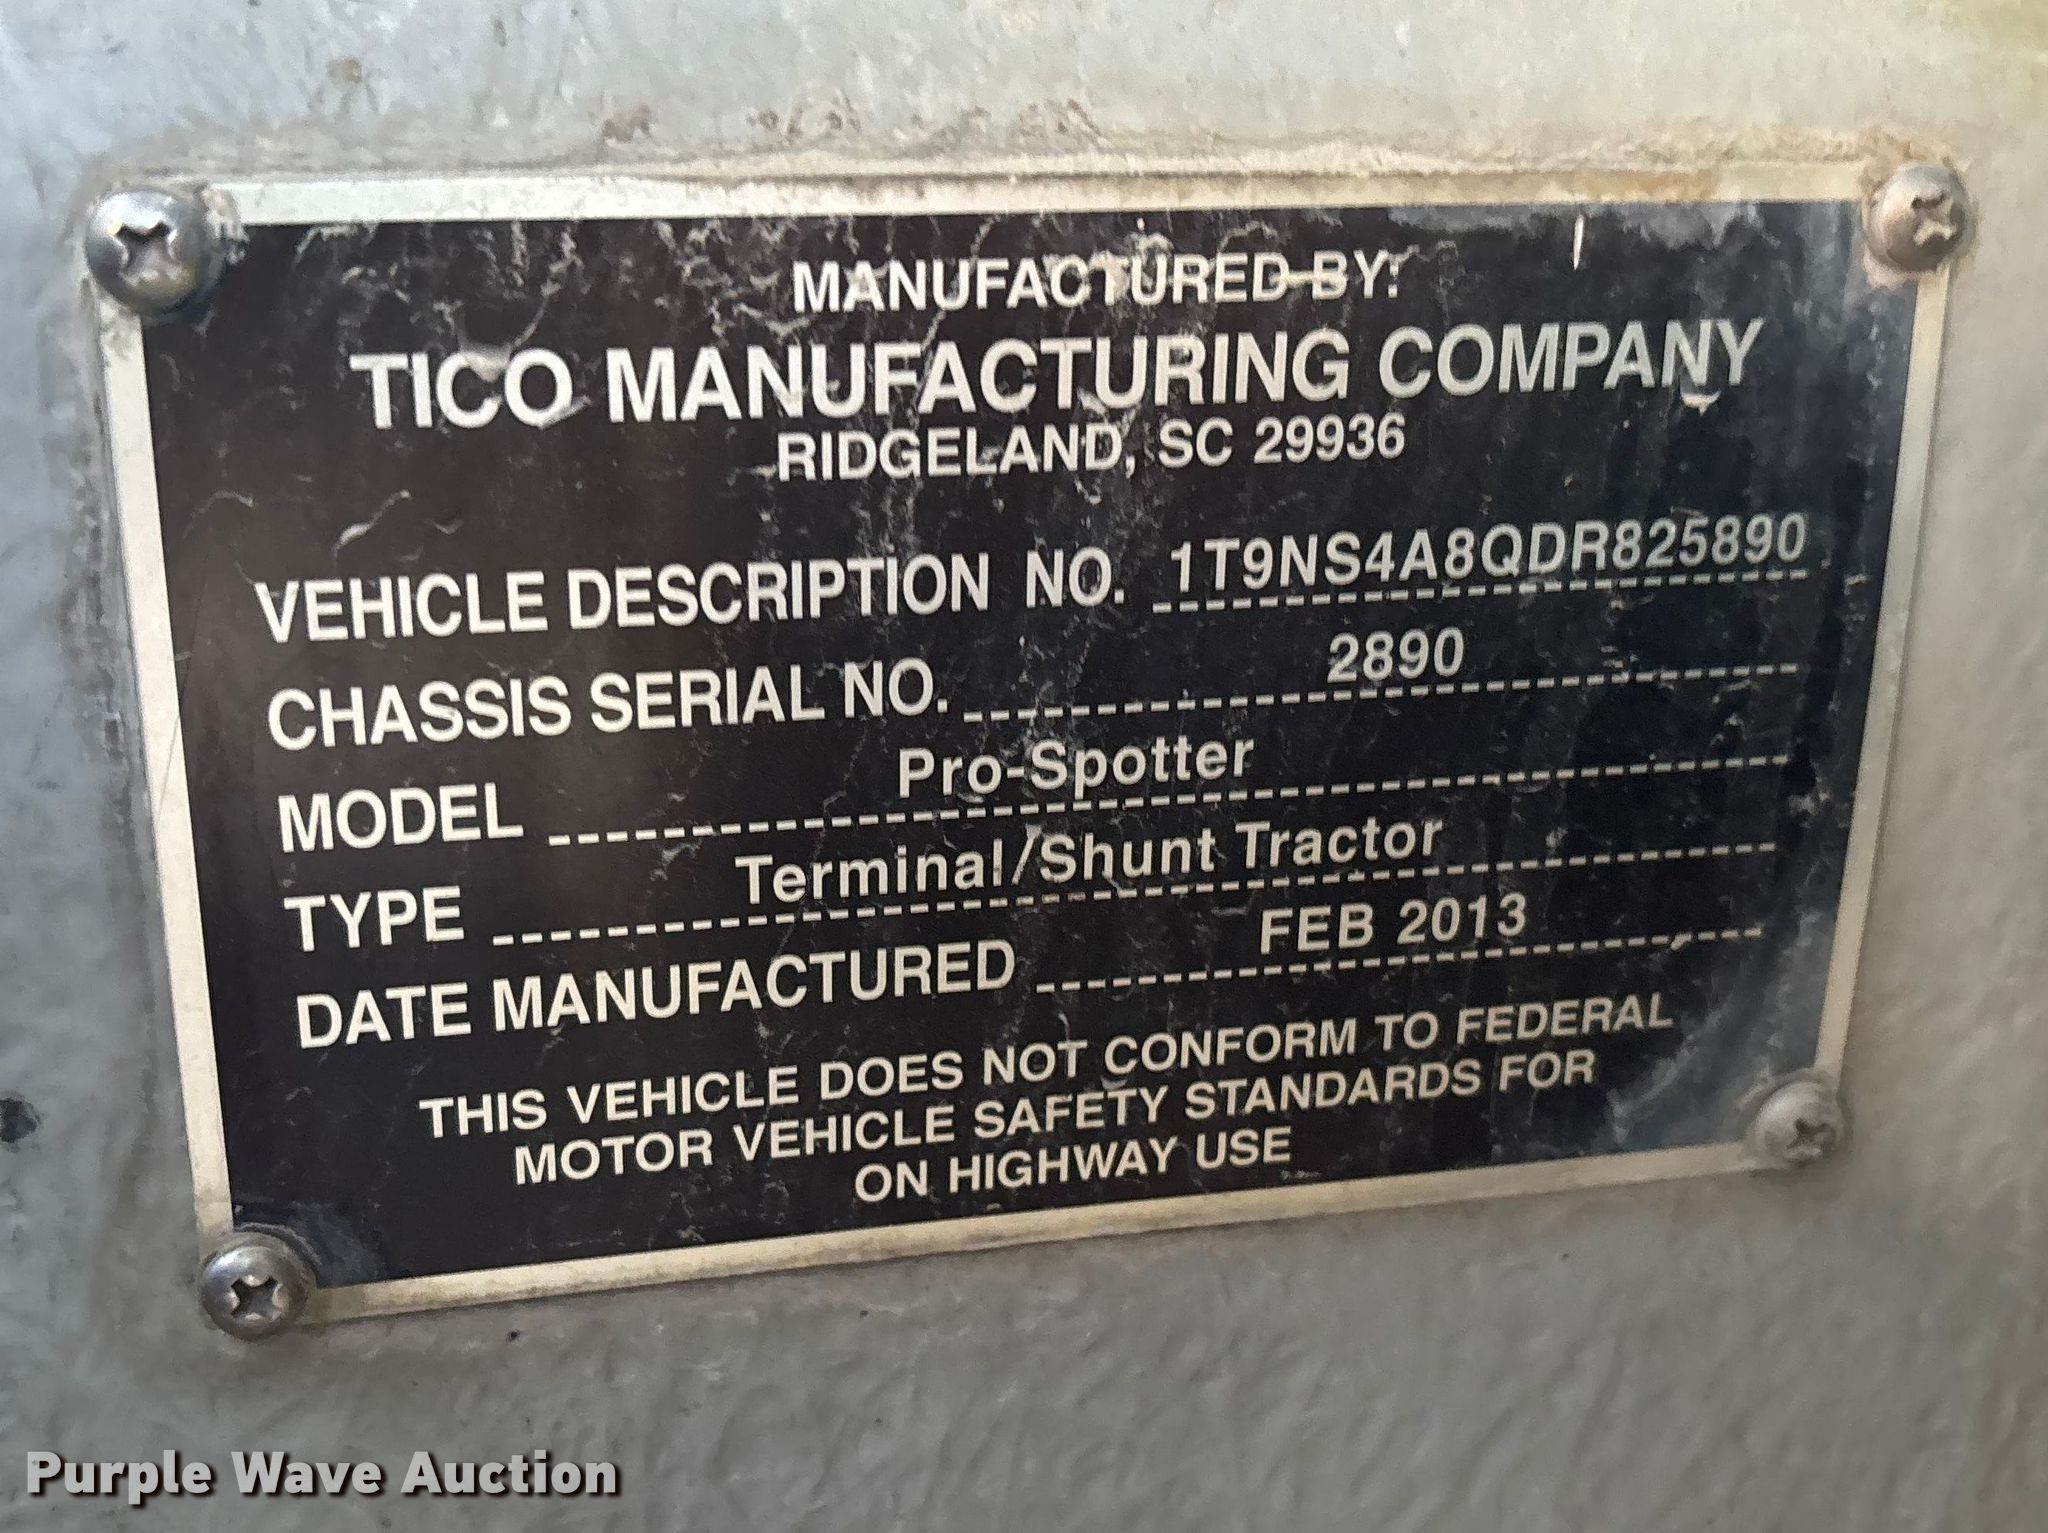 MANUFACTURED BY:
TICO MANUFACTURING COMPANY
RIDGELAND, SC 29936
VEHICLE DESCRIPTION NO. 1T9NS4A8QDR825890
CHASSIS SERIAL NO. 2890
MODEL Pro-Spotter
TYPE Terminal/Shunt Tractor
DATE MANUFACTURED FEB 2013
THIS VEHICLE DOES NOT CONFORM TO FEDERAL
MOTOR VEHICLE SAFETY STANDARDS FOR
ON HIGHWAY USE
Purple Wave Auction